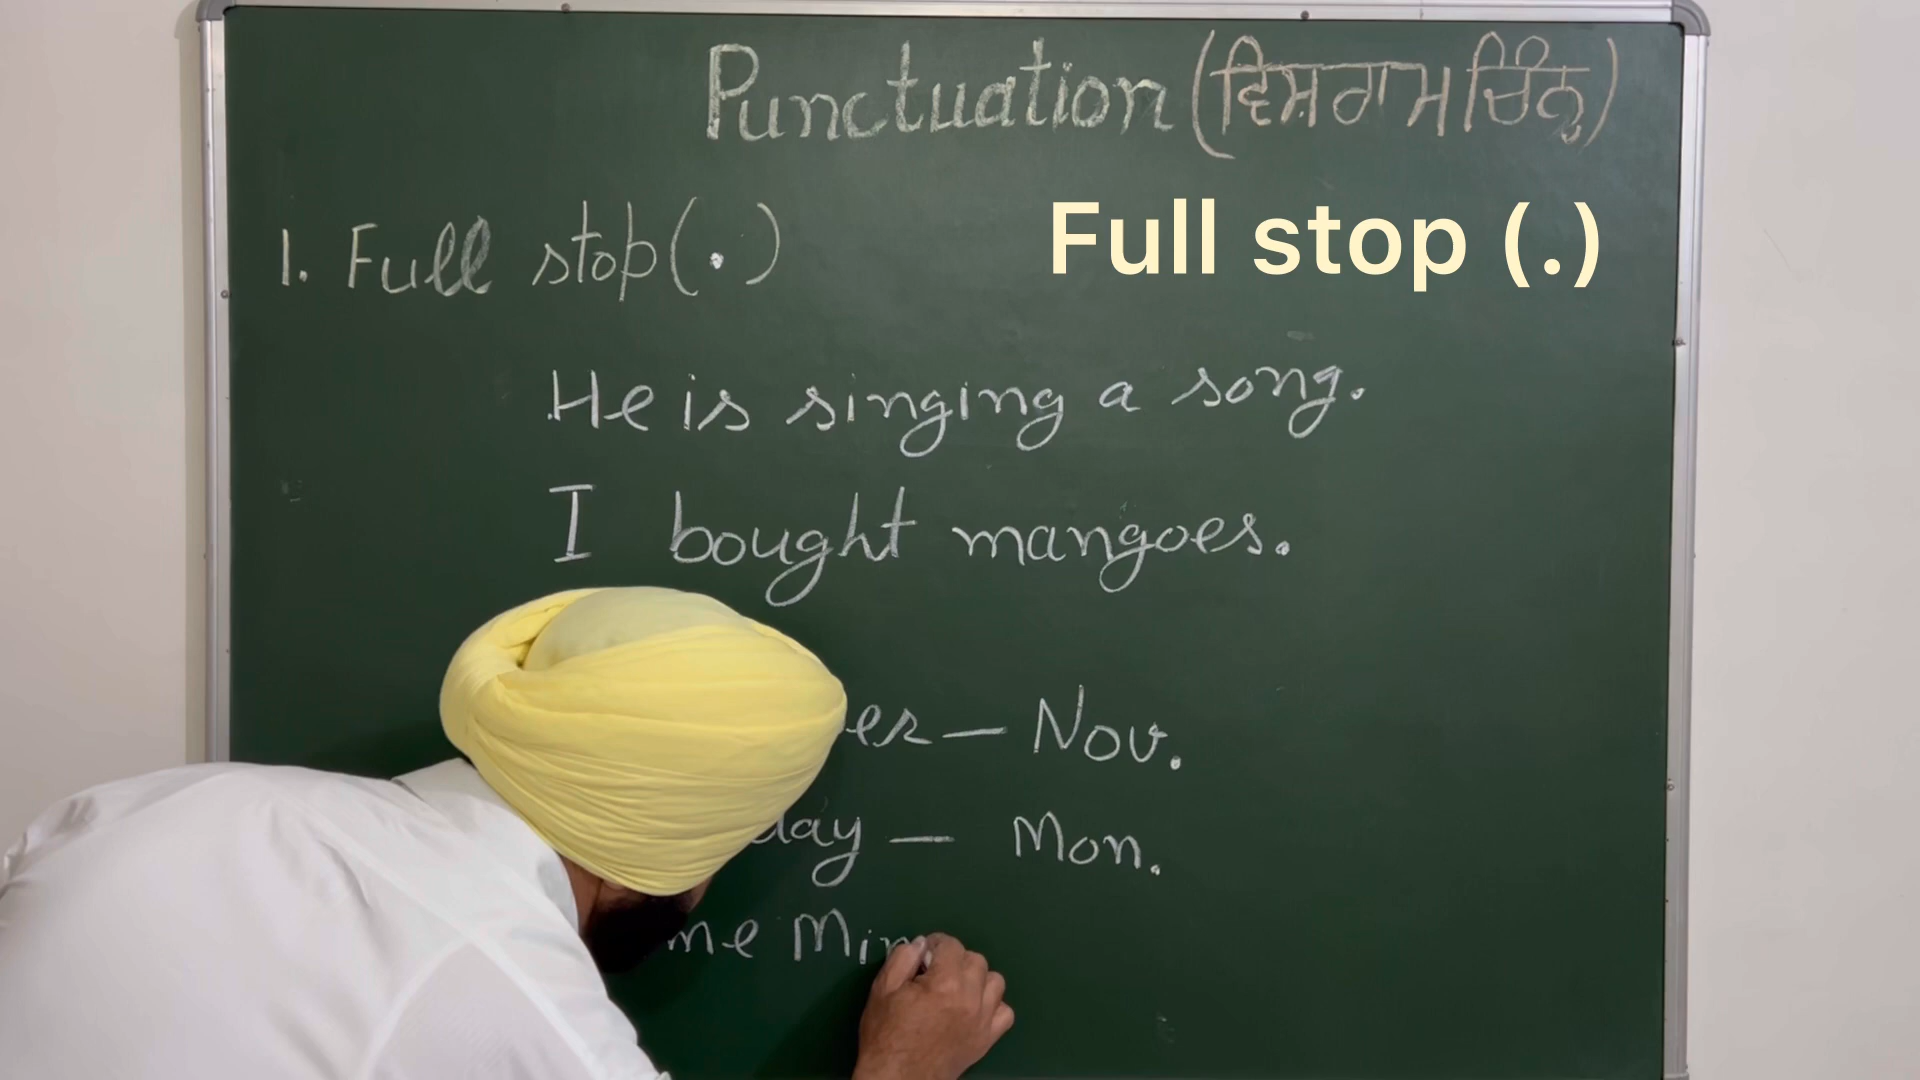 Punctuation (ਵਿਸ਼ਰਾਮ ਚਿੰਨ੍ਹ)
1. Full stop (.)
Full stop (.)
He is singing a song.
I bought mangoes.
— Nov.
— Mon.